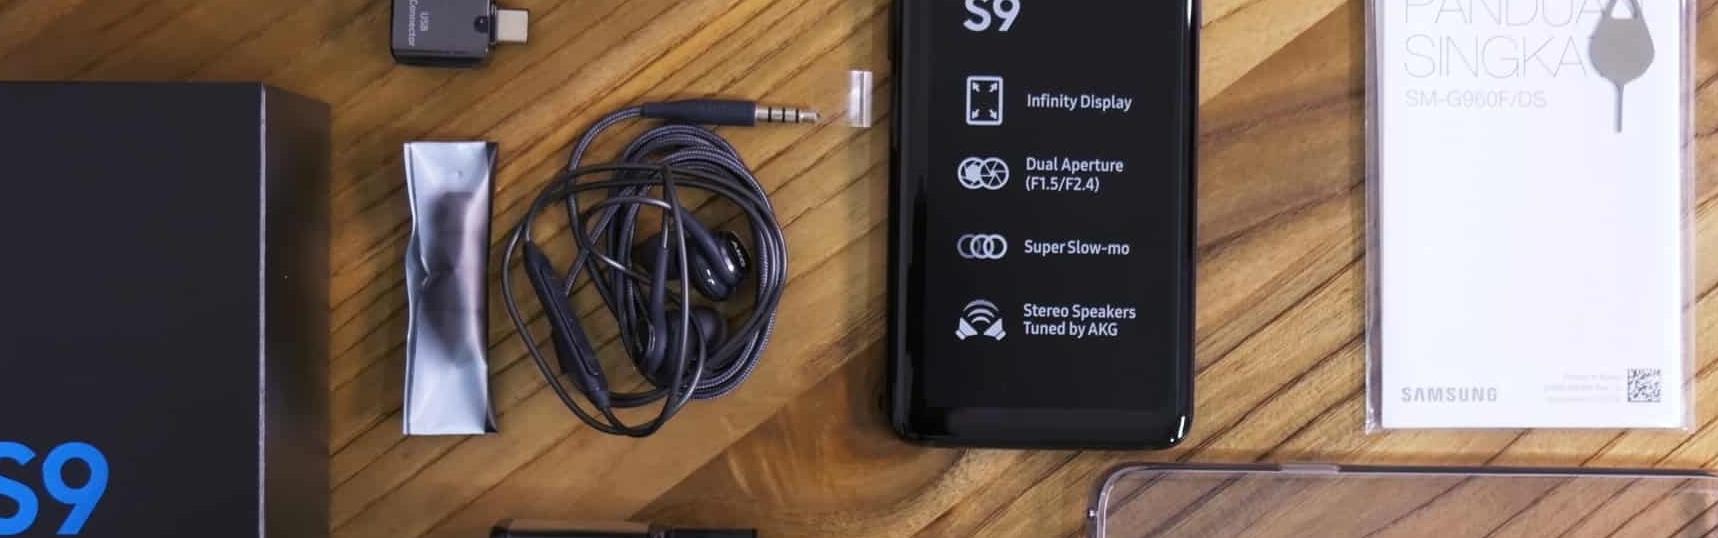 USB
Connector
S9
Infinity Display
Dual Aperture
(F1.5/F2.4)
Super Slow-mo
Stereo Speakers
Tuned by AKG
PANDUA
SINGKA
SM-G960F/DS
SAMSUNG
AKG
S9